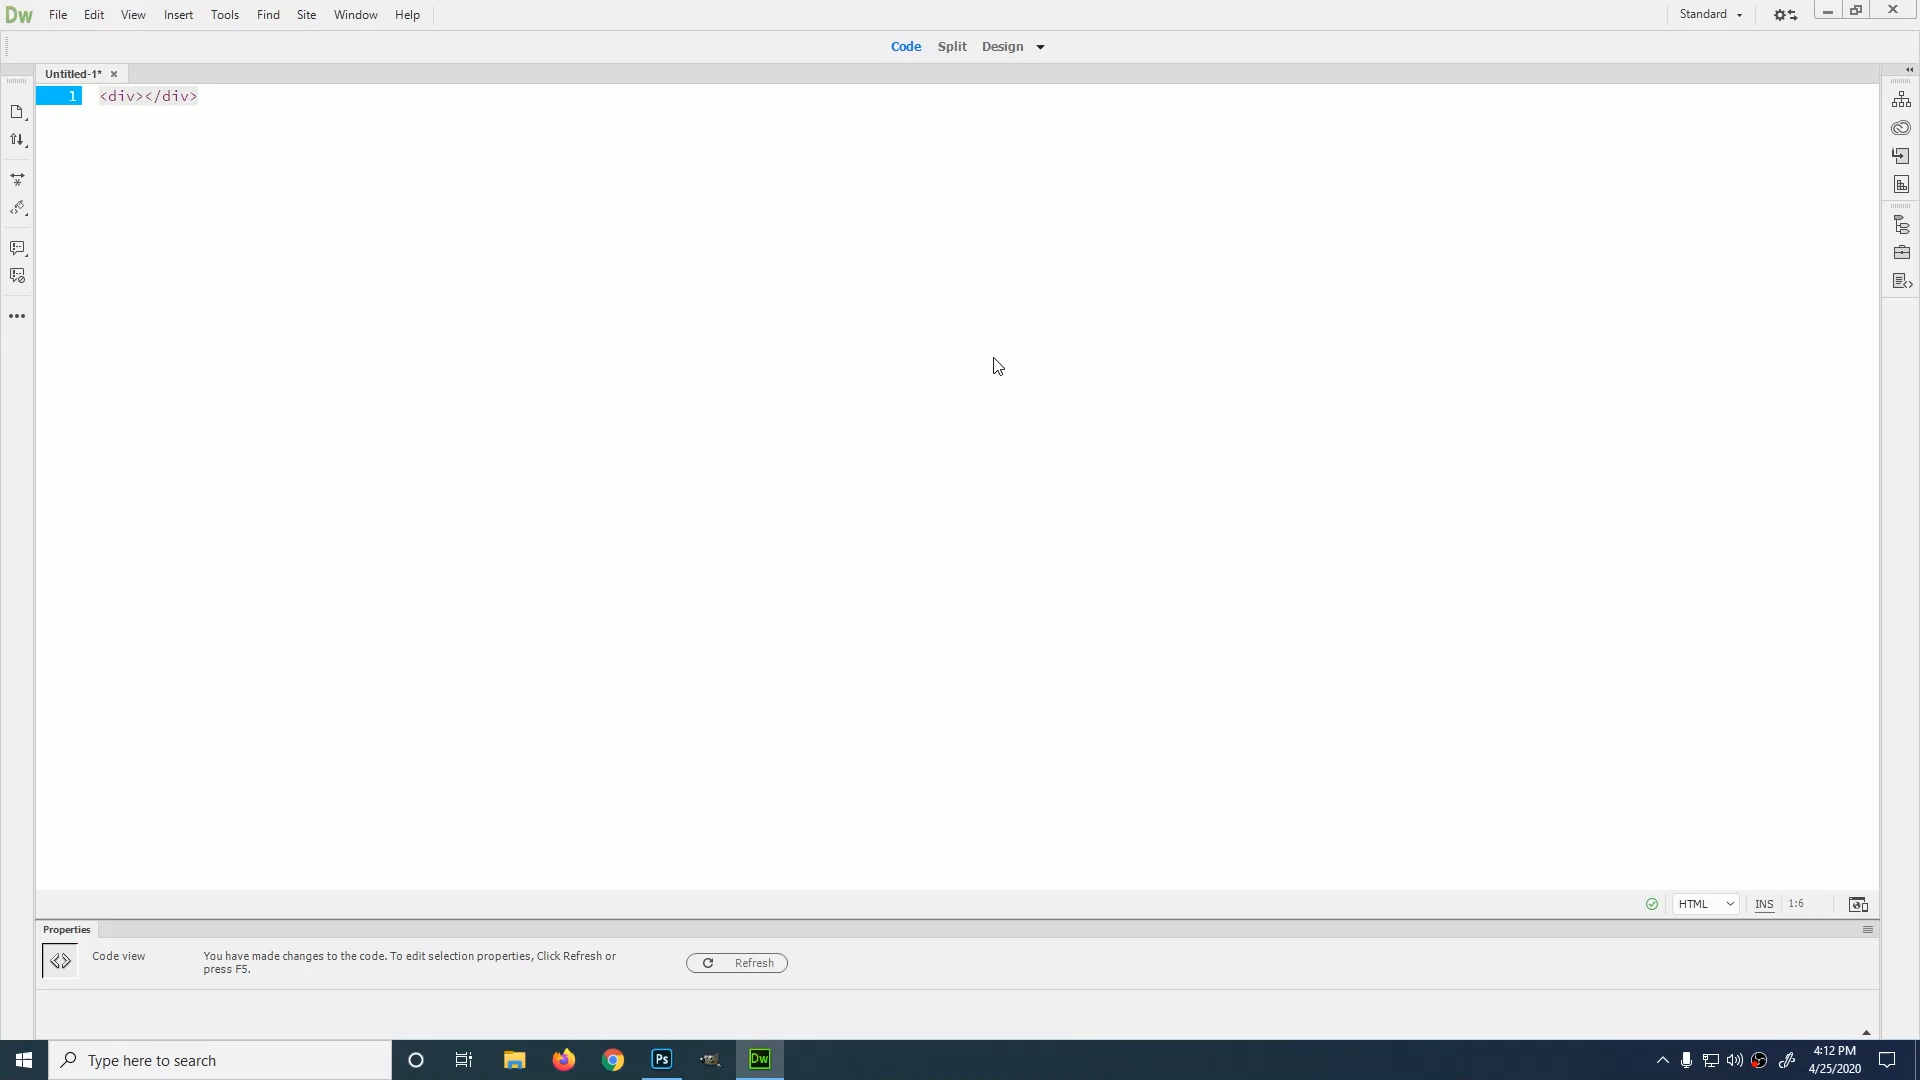 Dw File Edit View Insert Tools Find Site Window Help Standard
Code Split Design
Untitled-1*
1 <div></div>
HTML INS 1:6
Properties
Code view You have made changes to the code. To edit selection properties, Click Refresh or
press F5.
Refresh
Type here to search Ps Dw 4:12 PM
4/25/2020